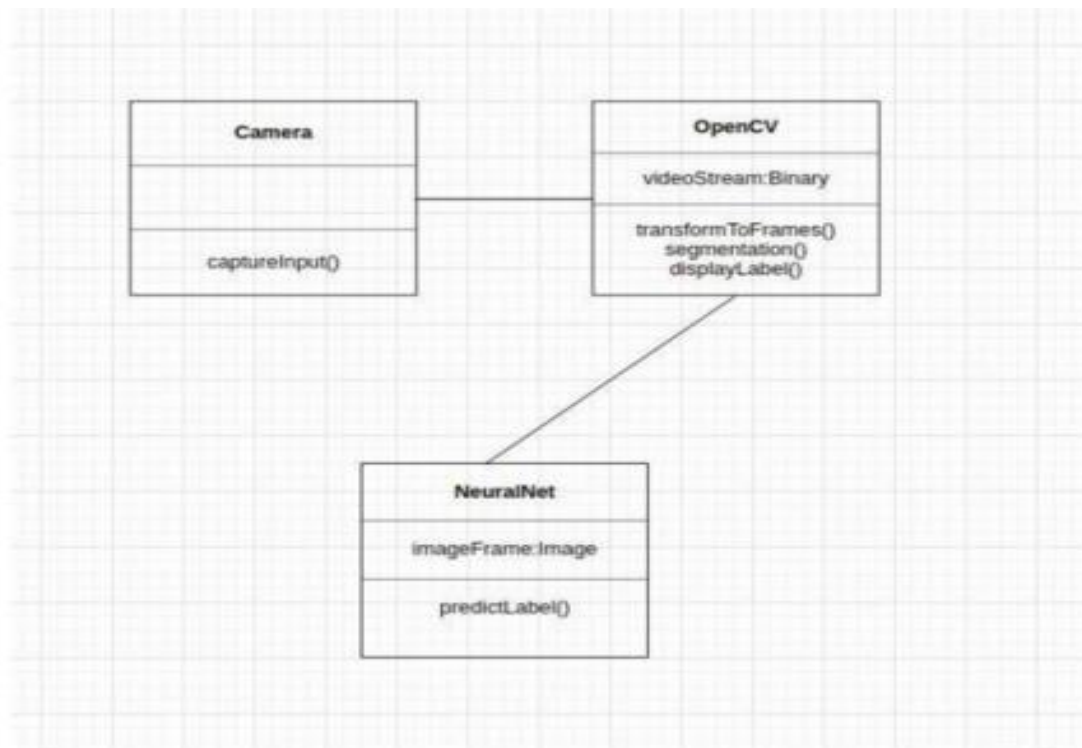 Camera
captureInput()
OpenCV
videoStream:Binary
transformToFrames()
segmentation()
displayLabel()
NeuralNet
imageFrame:Image
predictLabel()